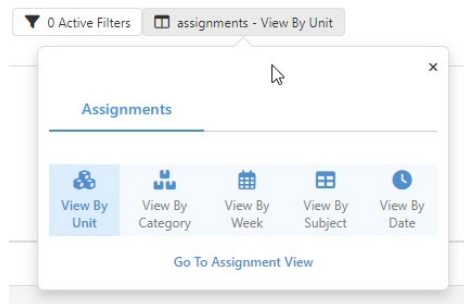 0 Active Filters
assignments - View By Unit
×
Assignments
View By
Unit
View By
Category
View By
Week
View By
Subject
View By
Date
Go To Assignment View